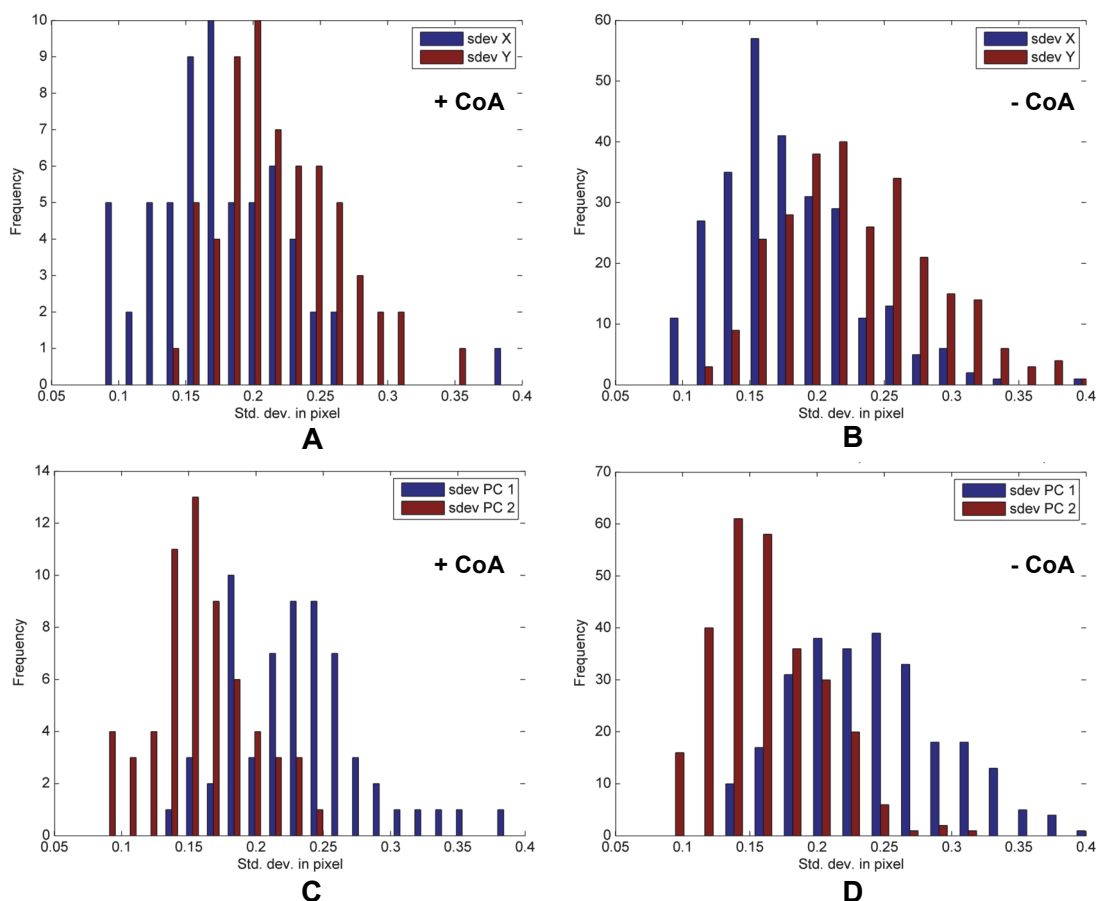 10
9
8
7
6
5
4
3
2
1
0
Frequency
0.05 0.1 0.15 0.2 0.25 0.3 0.35 0.4
Std. dev. in pixel
sdev X
sdev Y
+ CoA
A
60
50
40
30
20
10
0
Frequency
0.05 0.1 0.15 0.2 0.25 0.3 0.35 0.4
Std. dev. in pixel
sdev X
sdev Y
- CoA
B
14
12
10
8
6
4
2
0
Frequency
0.05 0.1 0.15 0.2 0.25 0.3 0.35 0.4
Std. dev. in pixel
sdev PC 1
sdev PC 2
+ CoA
C
70
60
50
40
30
20
10
0
Frequency
0.05 0.1 0.15 0.2 0.25 0.3 0.35 0.4
Std. dev. in pixel
sdev PC 1
sdev PC 2
- CoA
D